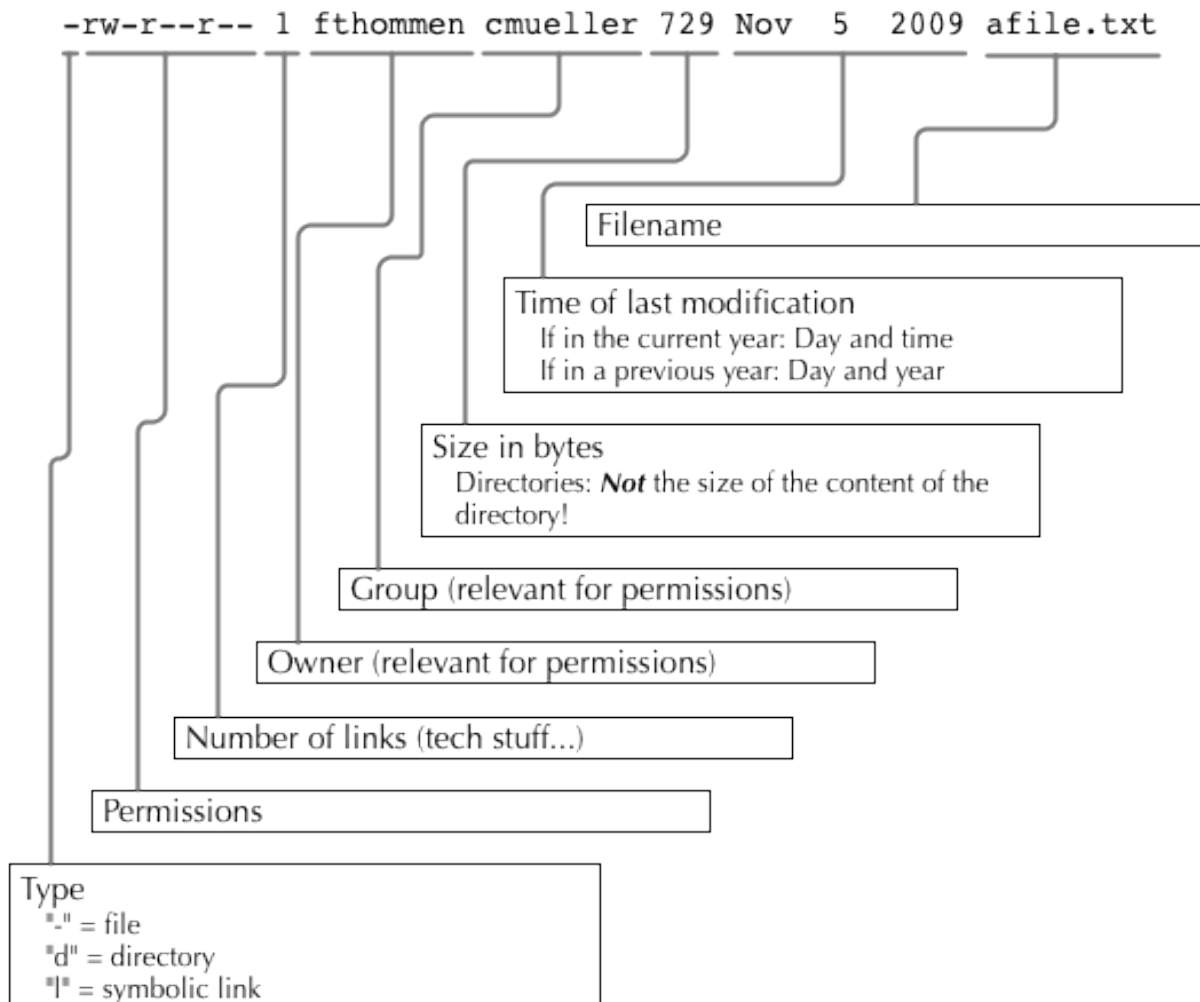 -rw-r--r-- 1 fthommen cmueller 729 Nov  5  2009 afile.txt
Filename
Time of last modification
If in the current year: Day and time
If in a previous year: Day and year
Size in bytes
Directories: Not the size of the content of the
directory!
Group (relevant for permissions)
Owner (relevant for permissions)
Number of links (tech stuff...)
Permissions
Type
"-" = file
"d" = directory
"l" = symbolic link